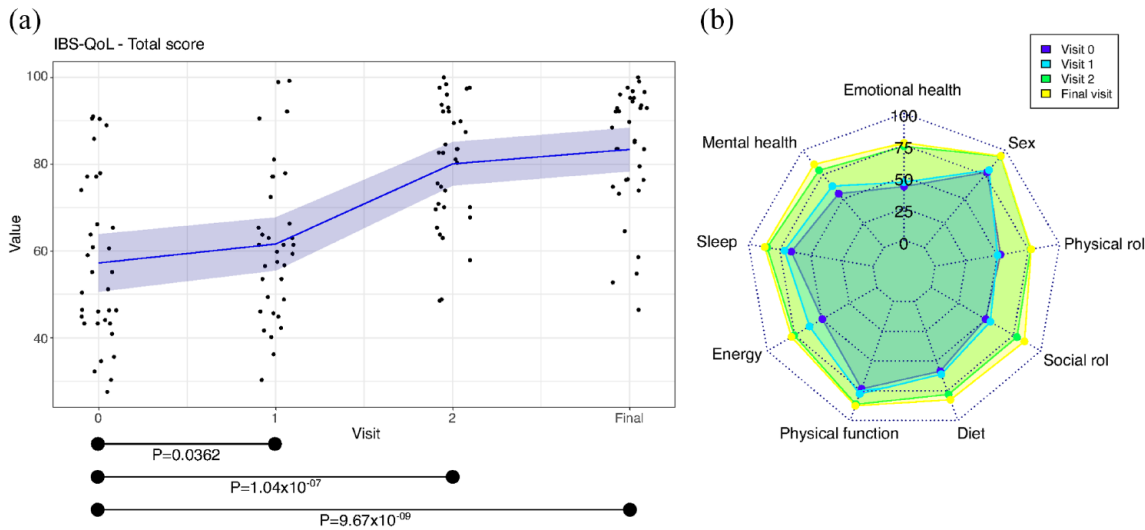 (a)
IBS-QoL - Total score
100
80
60
40
Value
0
1
2
Final
Visit
P=0.0362
P=1.04x10-07
P=9.67x10-09
(b)
Visit 0
Visit 1
Visit 2
Final visit
Emotional health
Mental health
Sleep
Energy
Physical function
Diet
Social rol
Physical rol
Sex
100
75
50
25
0